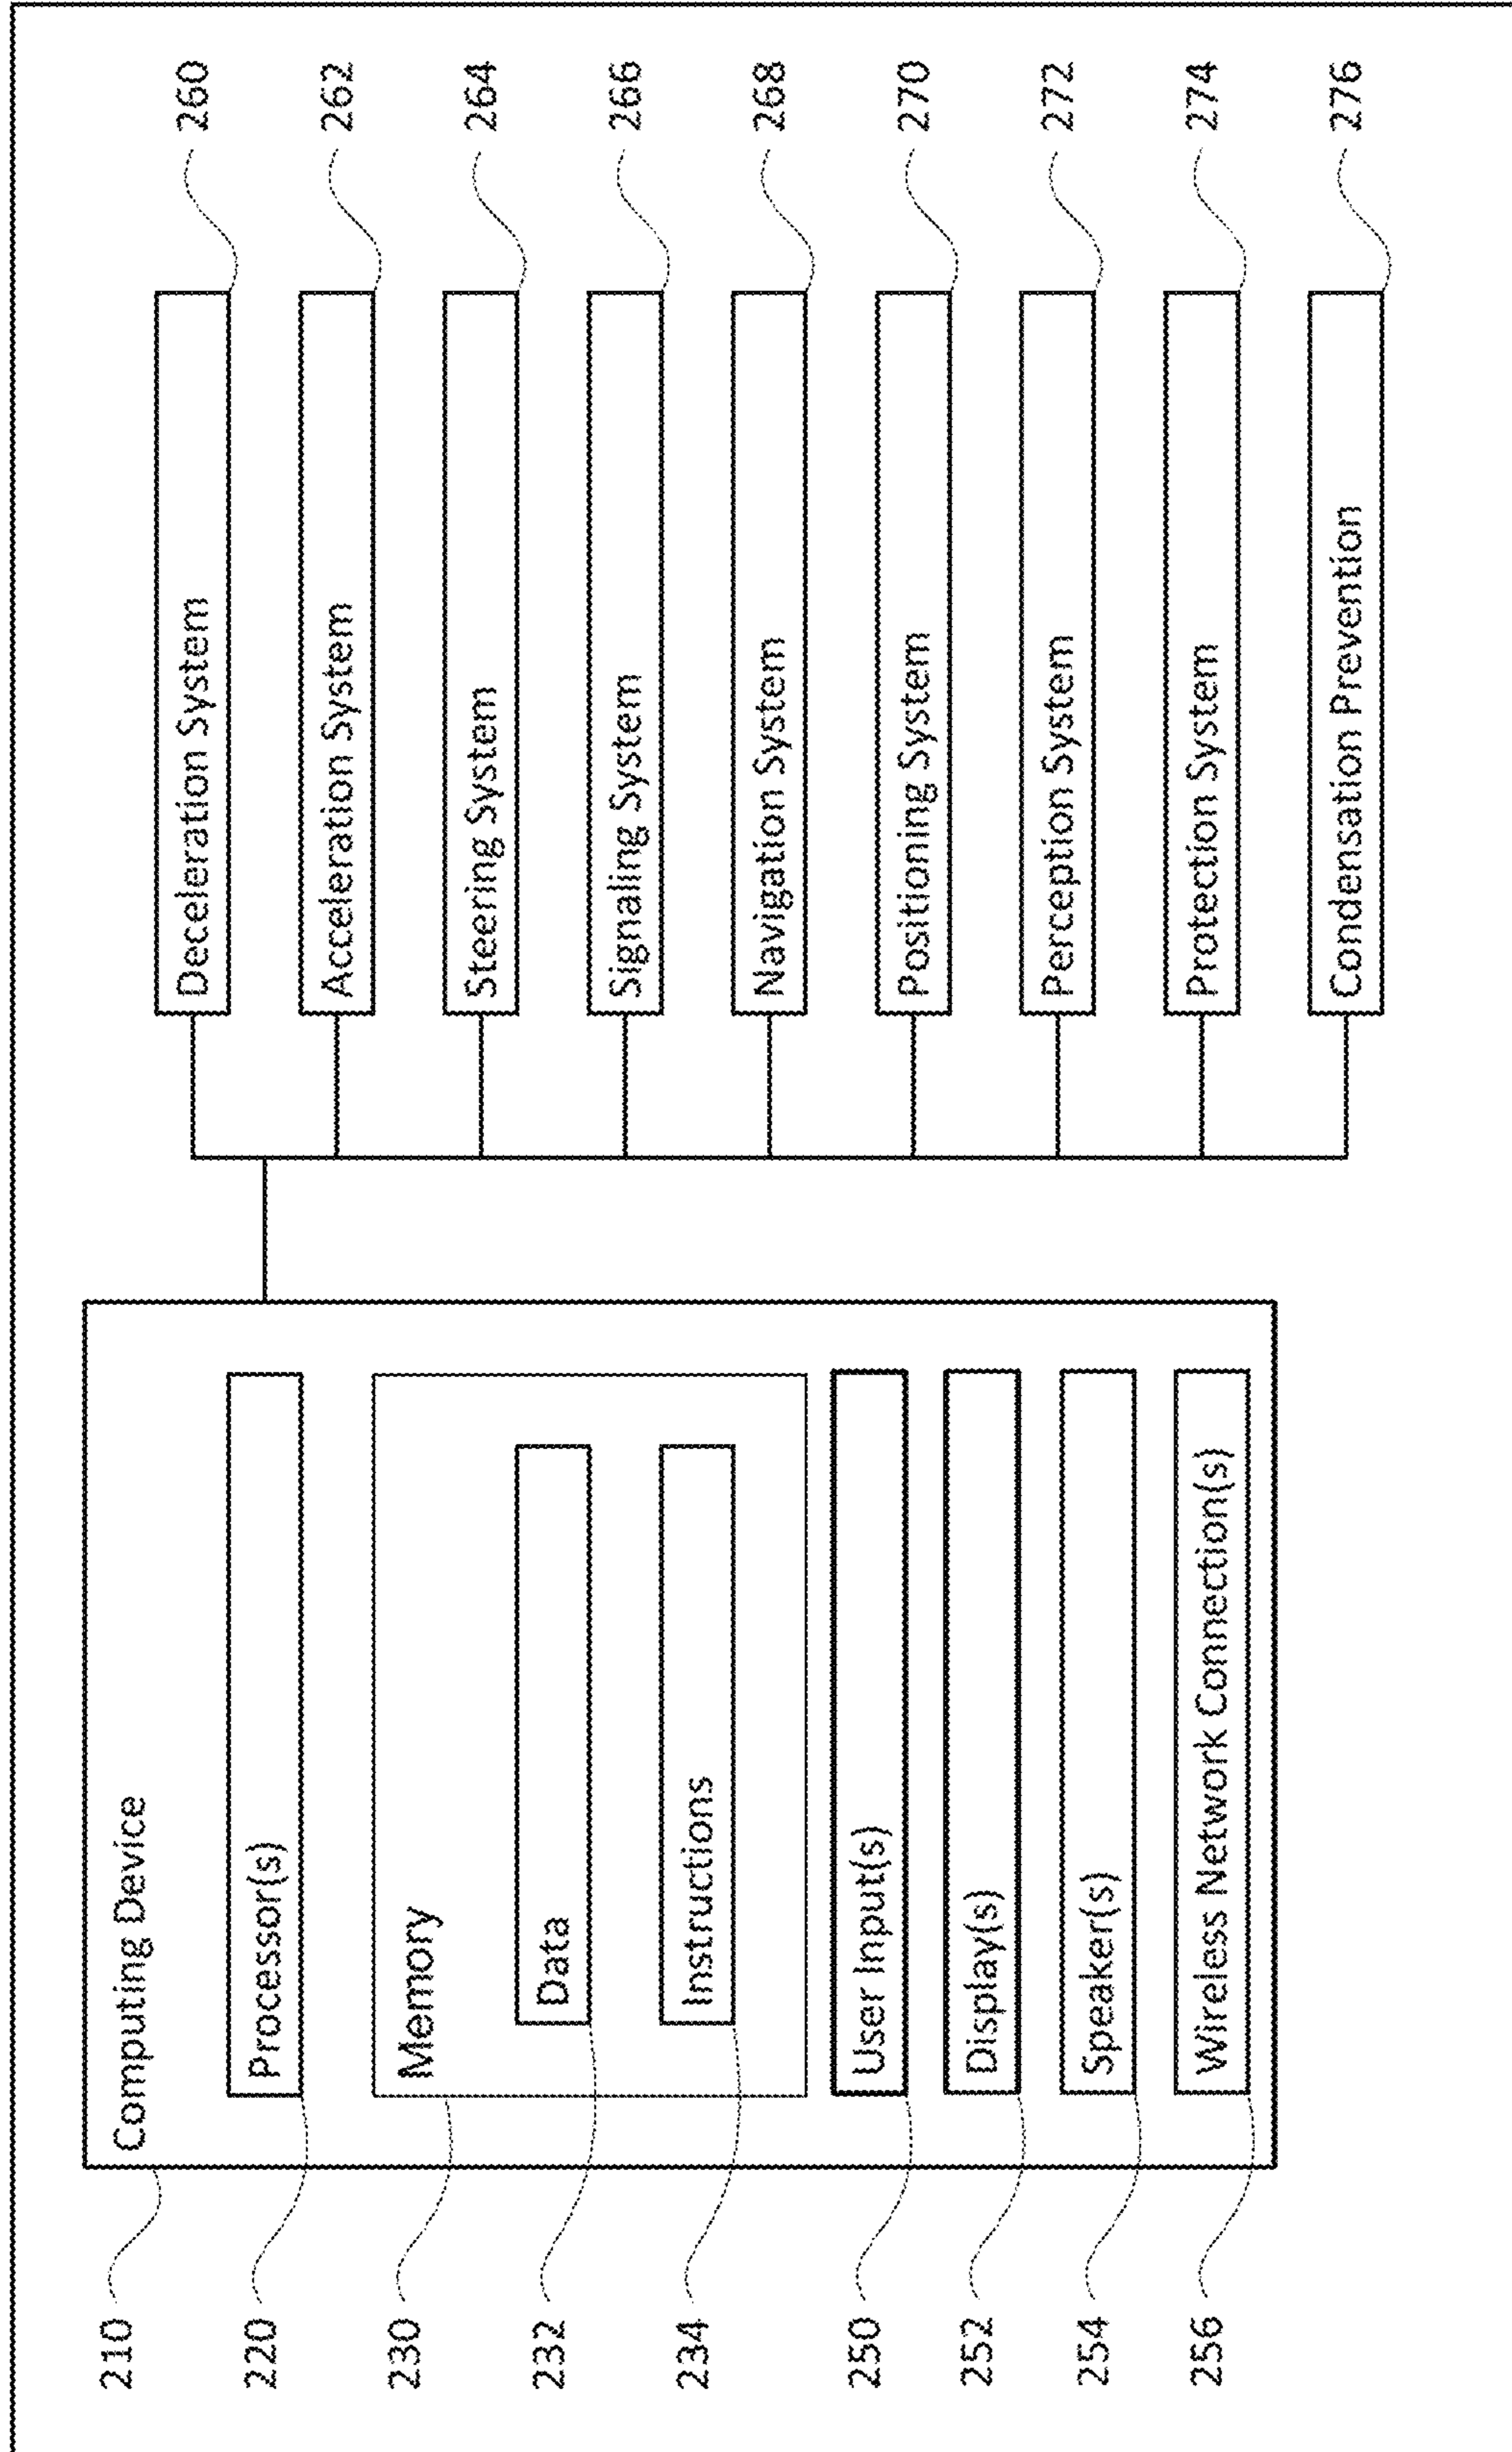 210
Computing Device
220
Processor(s)
230
Memory
232
Data
234
Instructions
250
User Input(s)
252
Display(s)
254
Speaker(s)
256
Wireless Network Connection(s)
Deceleration System
260
Acceleration System
262
Steering System
264
Signaling System
266
Navigation System
268
Positioning System
270
Perception System
272
Protection System
274
Condensation Prevention
276